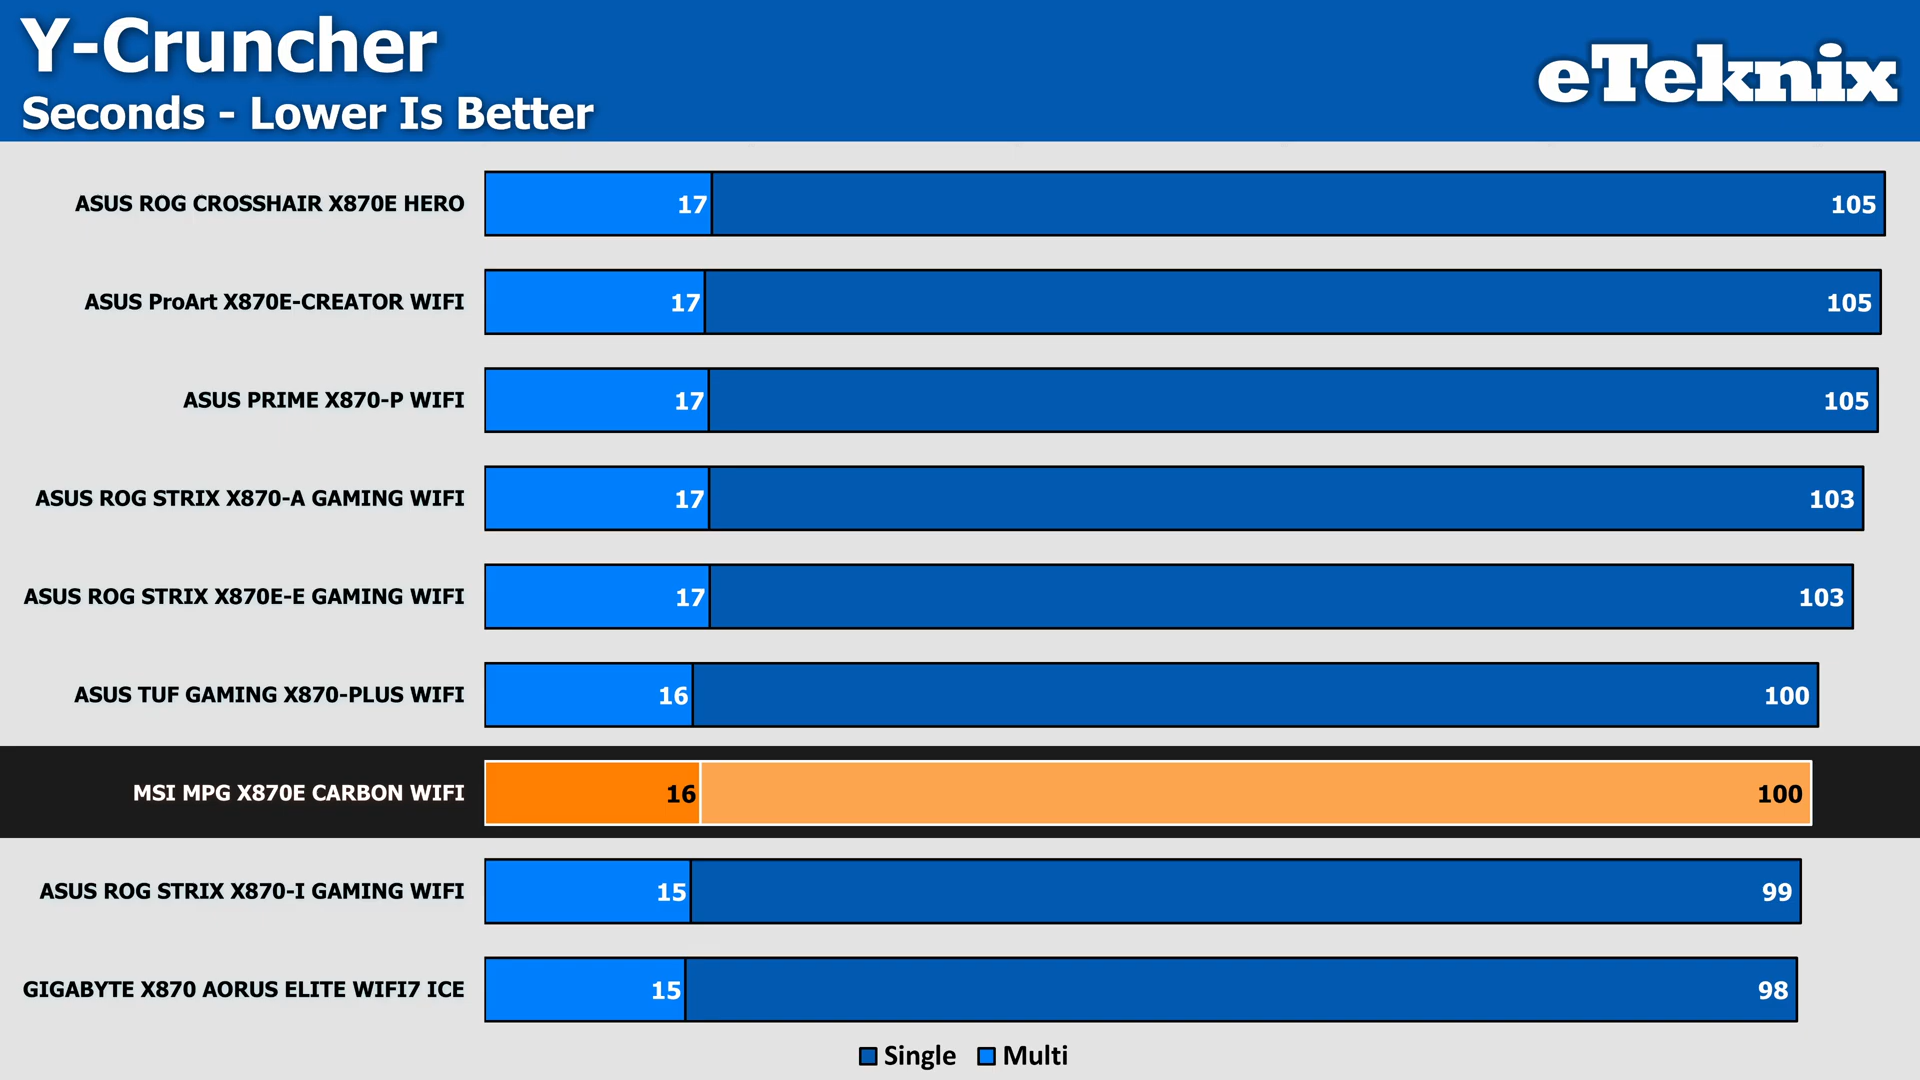 Y-Cruncher
Seconds - Lower Is Better
eTeknix
ASUS ROG CROSSHAIR X870E HERO 17 105
ASUS ProArt X870E-CREATOR WIFI 17 105
ASUS PRIME X870-P WIFI 17 105
ASUS ROG STRIX X870-A GAMING WIFI 17 103
ASUS ROG STRIX X870E-E GAMING WIFI 17 103
ASUS TUF GAMING X870-PLUS WIFI 16 100
MSI MPG X870E CARBON WIFI 16 100
ASUS ROG STRIX X870-I GAMING WIFI 15 99
GIGABYTE X870 AORUS ELITE WIFI7 ICE 15 98
Single Multi